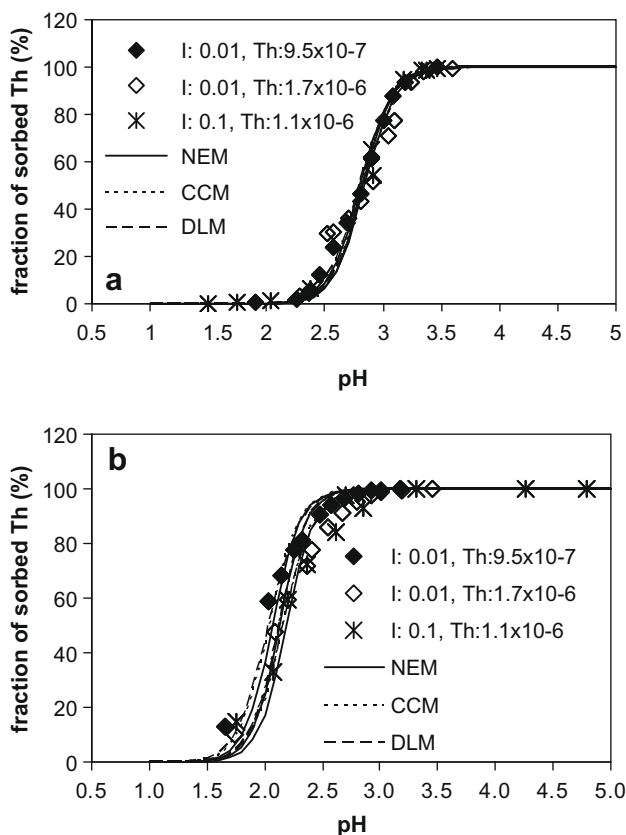 120
100
80
60
40
20
0
fraction of sorbed Th (%)
I: 0.01, Th:9.5x10-7
I: 0.01, Th:1.7x10-6
I: 0.1, Th:1.1x10-6
NEM
CCM
DLM
a
0.5 1 1.5 2 2.5 3 3.5 4 4.5 5
pH
120
100
80
60
40
20
0
fraction of sorbed Th (%)
b
I: 0.01, Th:9.5x10-7
I: 0.01, Th:1.7x10-6
I: 0.1, Th:1.1x10-6
NEM
CCM
DLM
0.5 1.0 1.5 2.0 2.5 3.0 3.5 4.0 4.5 5.0
pH